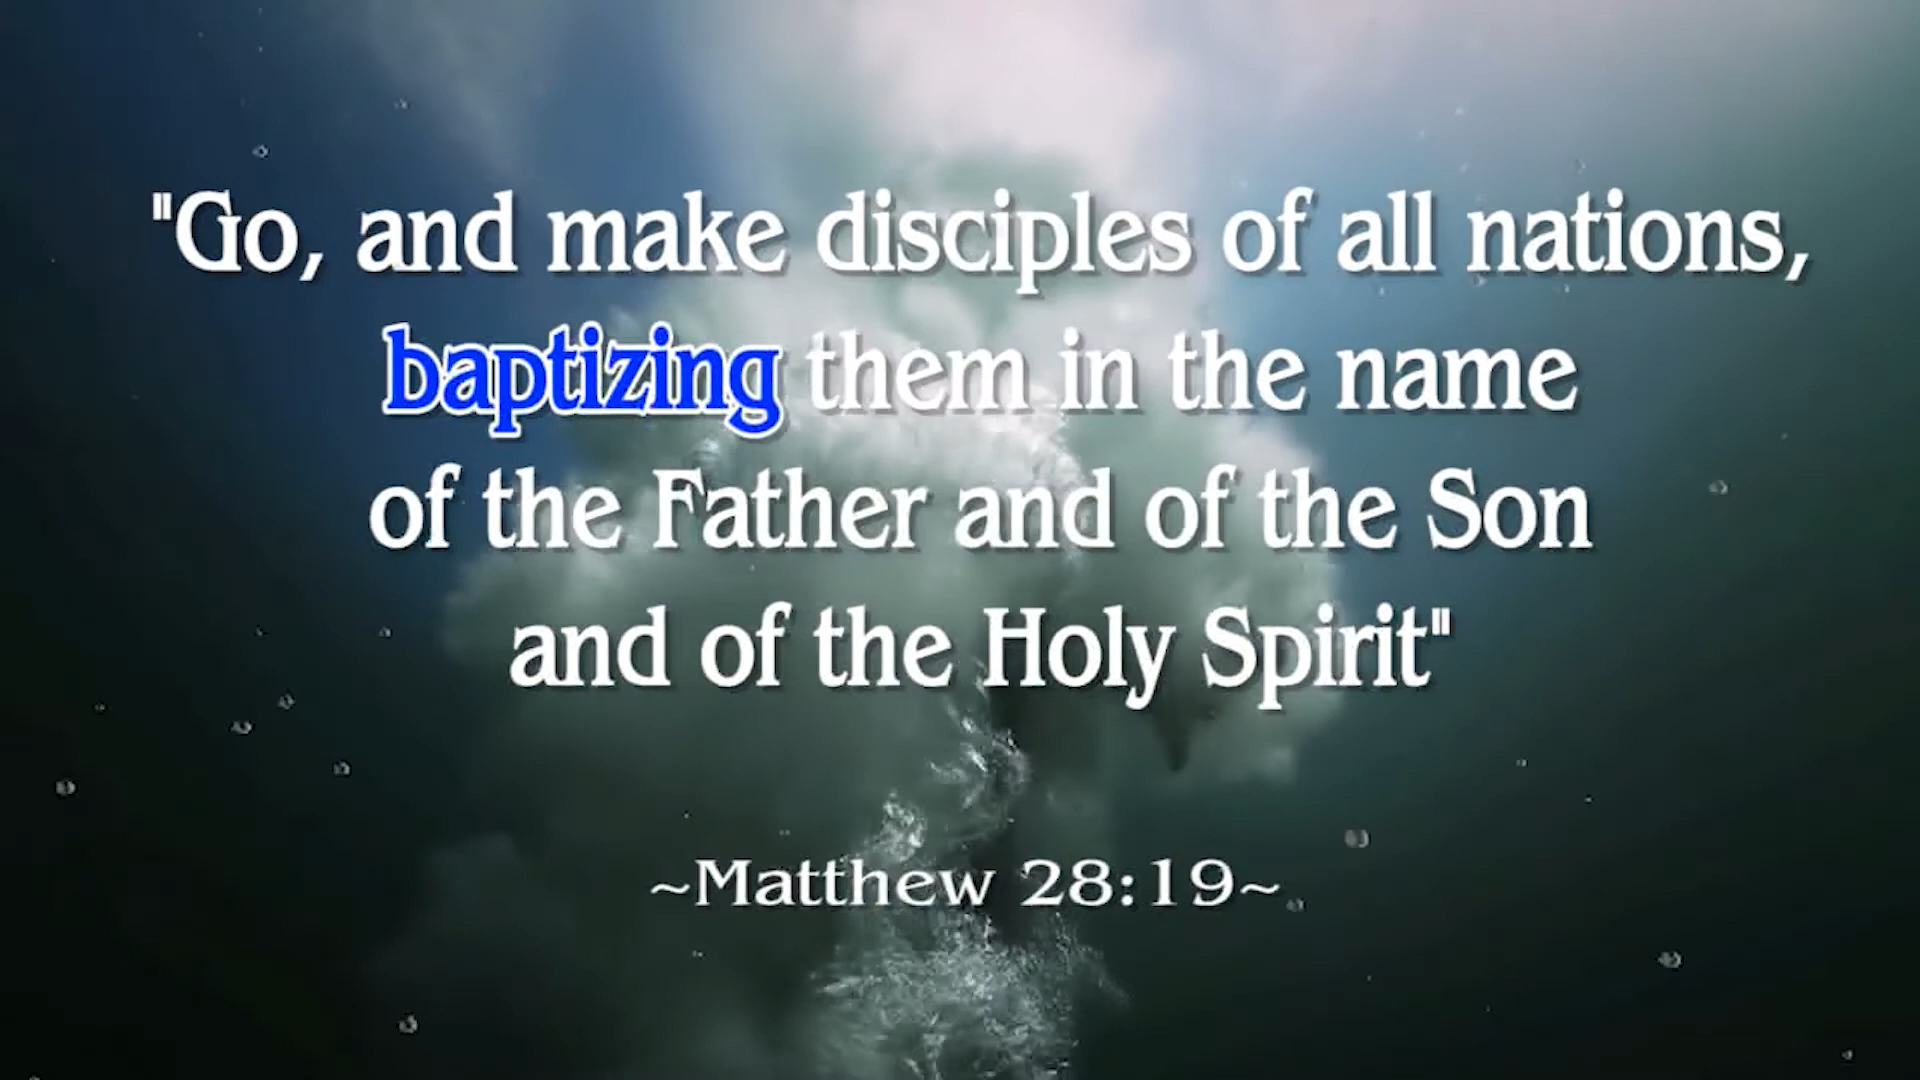 "Go, and make disciples of all nations,
baptizing them in the name
of the Father and of the Son
and of the Holy Spirit"
~Matthew 28:19~